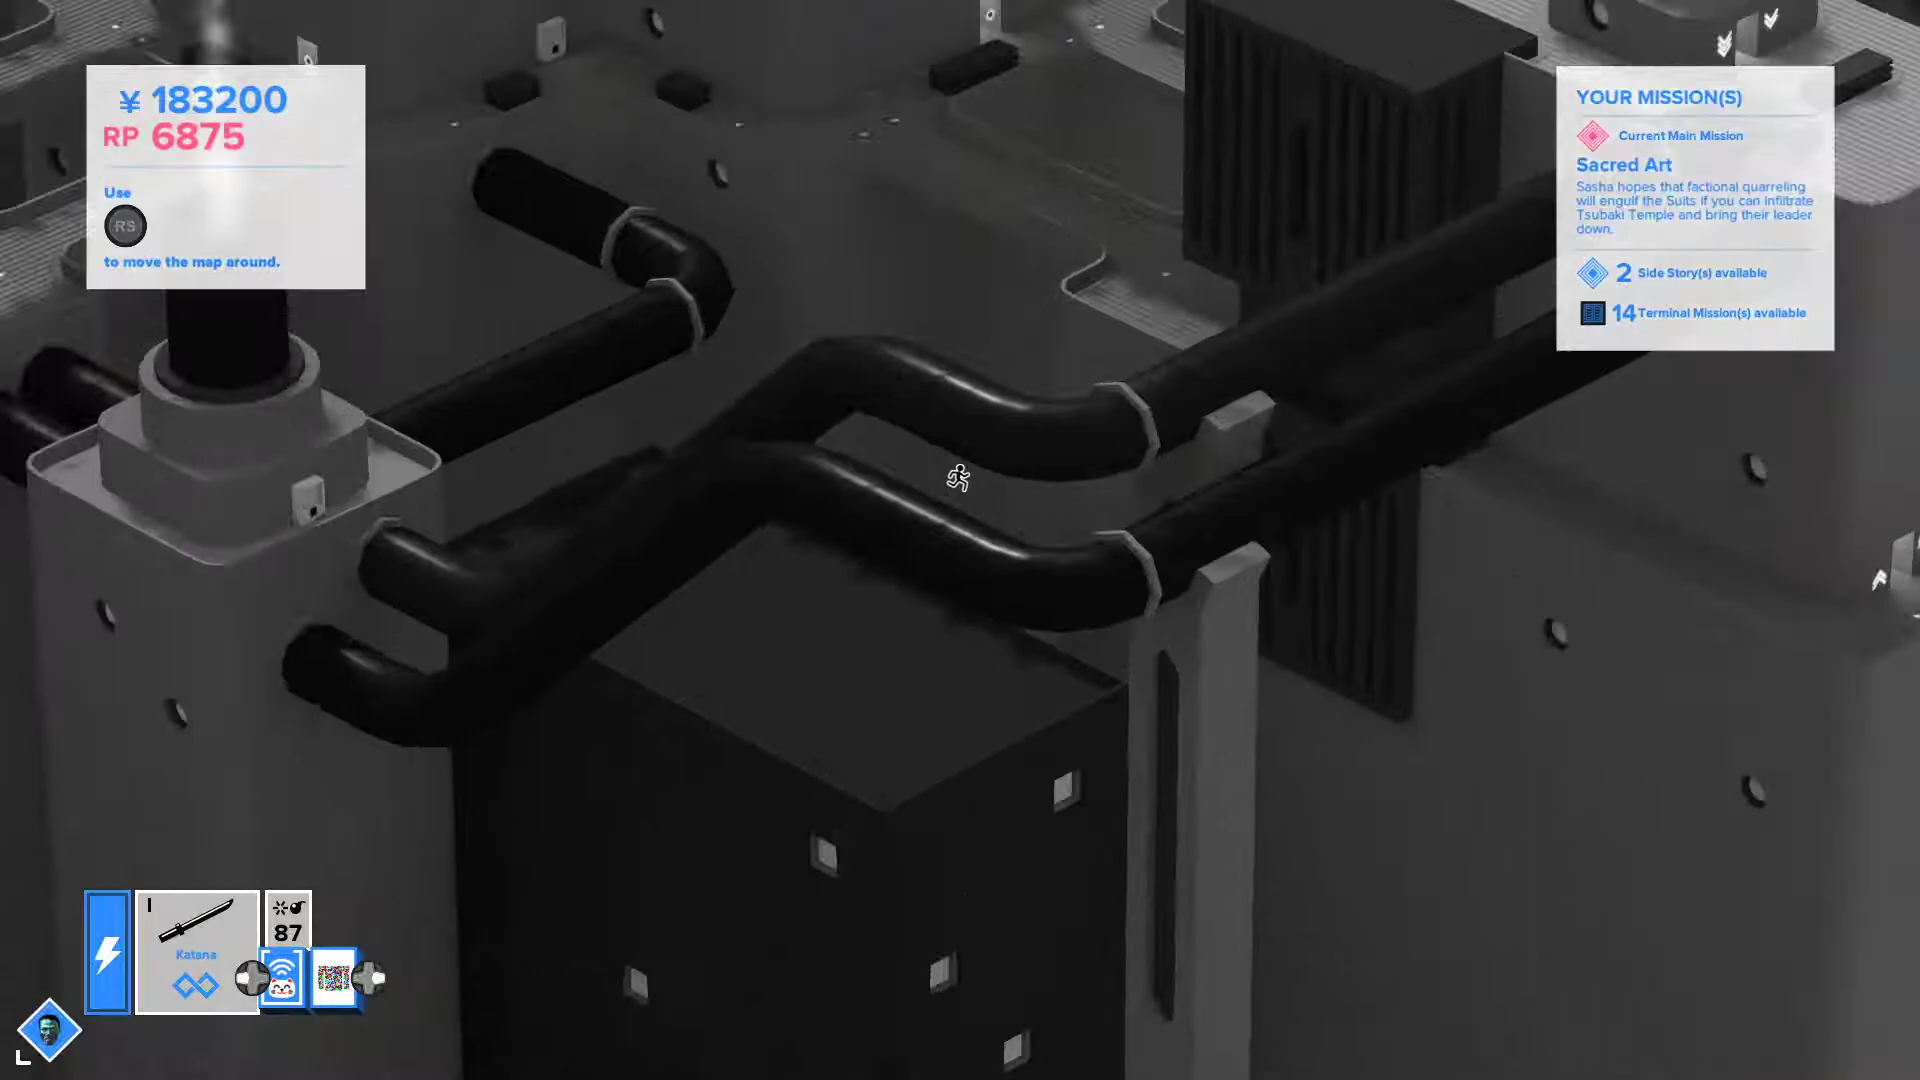 ¥ 183200
RP 6875
Use
RS
to move the map around.
YOUR MISSION(S)
Current Main Mission
Sacred Art
Sasha hopes that factional quarreling
will engulf the Suits if you can infiltrate
Tsubaki Temple and bring their leader
down.
2 Side Story(s) available
14 Terminal Mission(s) available
I
87
Katana
L